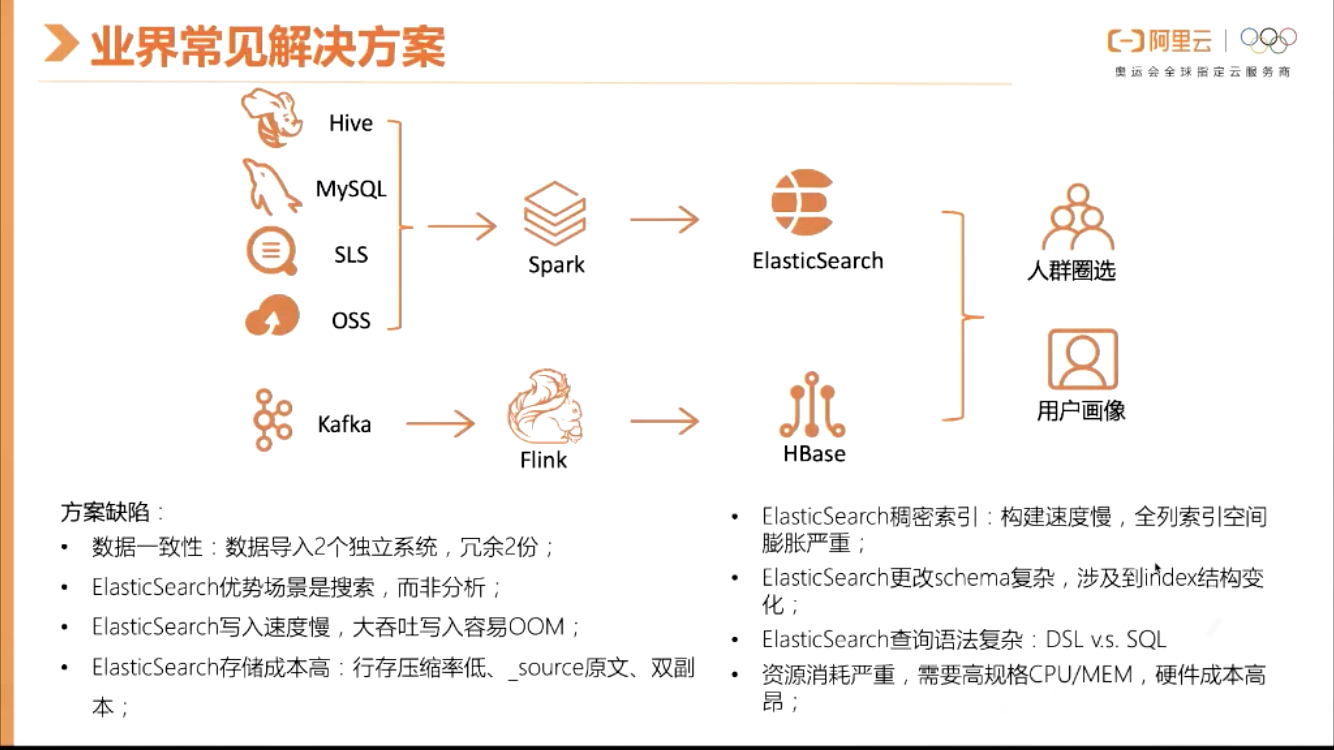 业界常见解决方案
阿里云
奥运会全球指定云服务商
Hive
MySQL
SLS
OSS
Spark
ElasticSearch
人群圈选
Kafka
Flink
HBase
用户画像
方案缺陷：
• 数据一致性：数据导入2个独立系统，冗余2份；
• ElasticSearch优势场景是搜索，而非分析；
• ElasticSearch写入速度慢，大吞吐写入容易OOM；
• ElasticSearch存储成本高：行存压缩率低、_source原文、双副
本；
• ElasticSearch稠密索引：构建速度慢，全列索引空间
膨胀严重；
• ElasticSearch更改schema复杂，涉及到index结构变
化；
• ElasticSearch查询语法复杂：DSL v.s. SQL
• 资源消耗严重，需要高规格CPU/MEM，硬件成本高
昂；